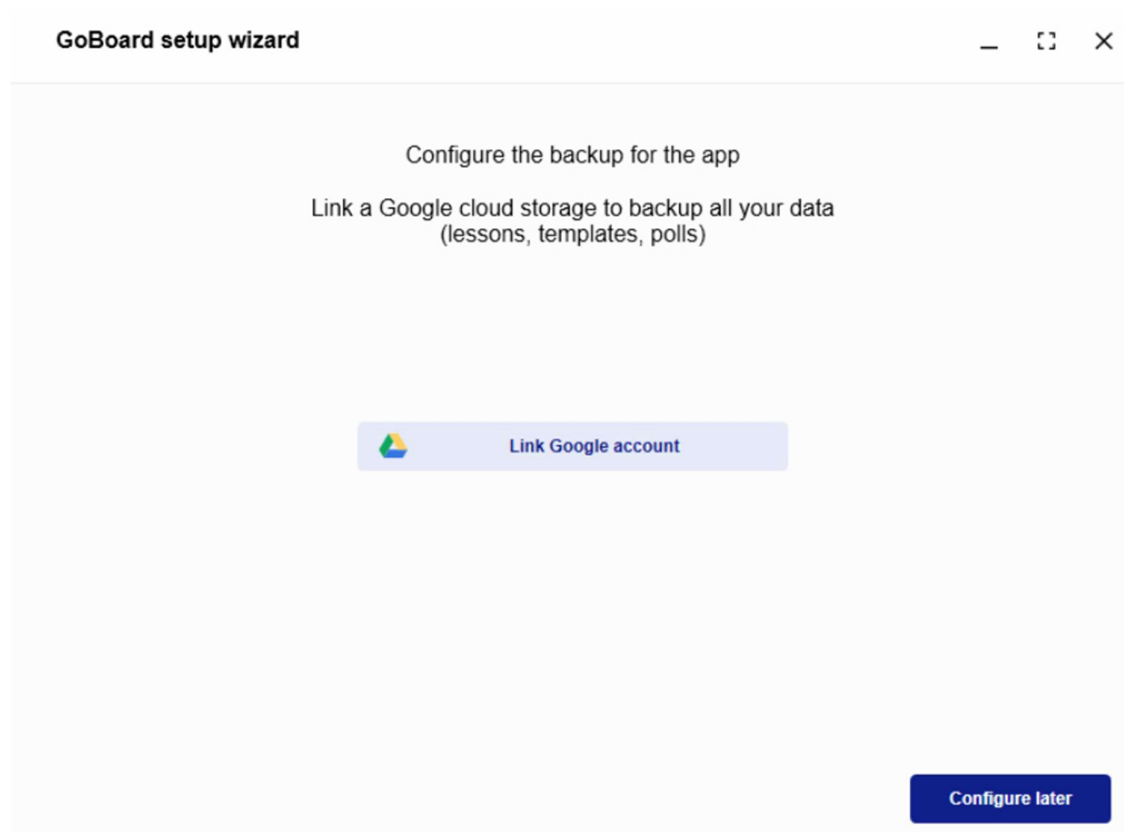 GoBoard setup wizard
Configure the backup for the app
Link a Google cloud storage to backup all your data
(lessons, templates, polls)
Link Google account
Configure later